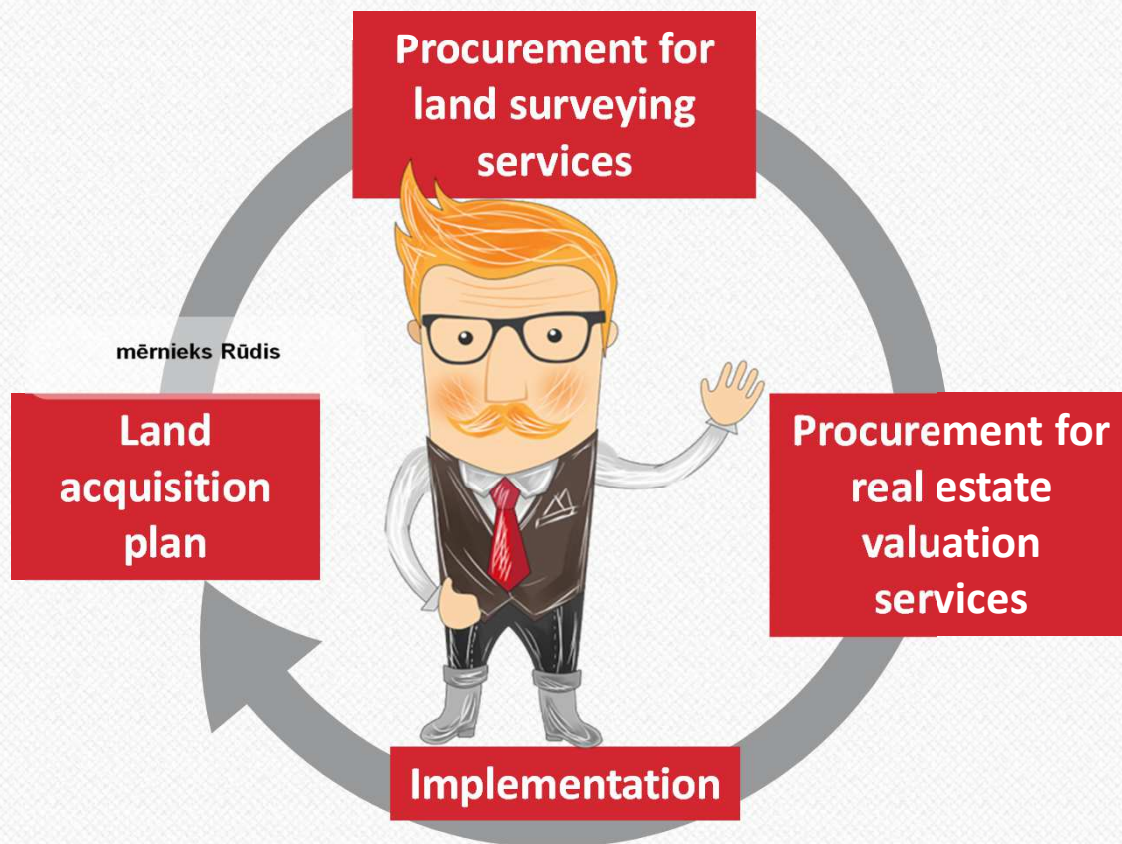 Procurement for
land surveying
services
mērnieks Rūdis
Land
acquisition
plan
Procurement for
real estate
valuation
services
Implementation